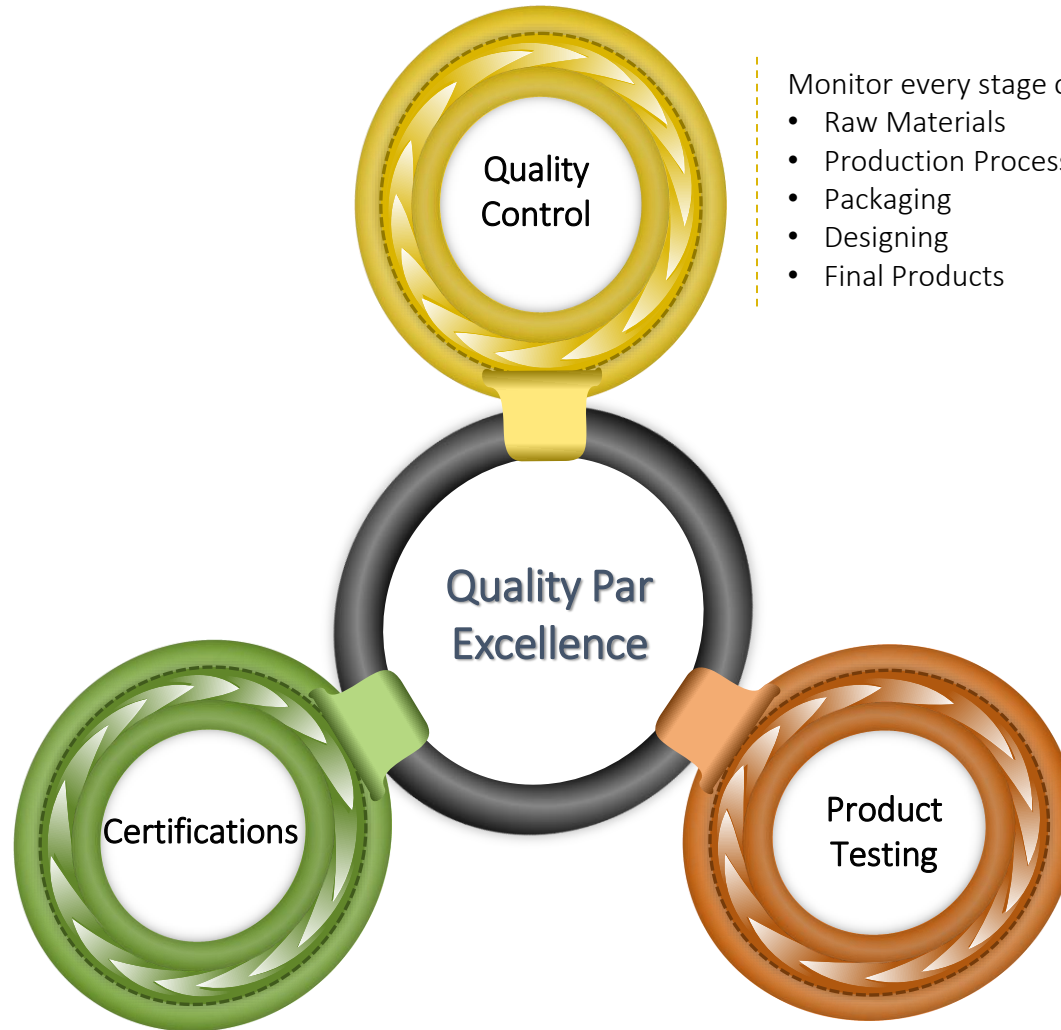 Monitor every stage
• Raw Materials
• Production Process
• Packaging
• Designing
• Final Products
Quality
Control
Quality Par
Excellence
Certifications
Product
Testing